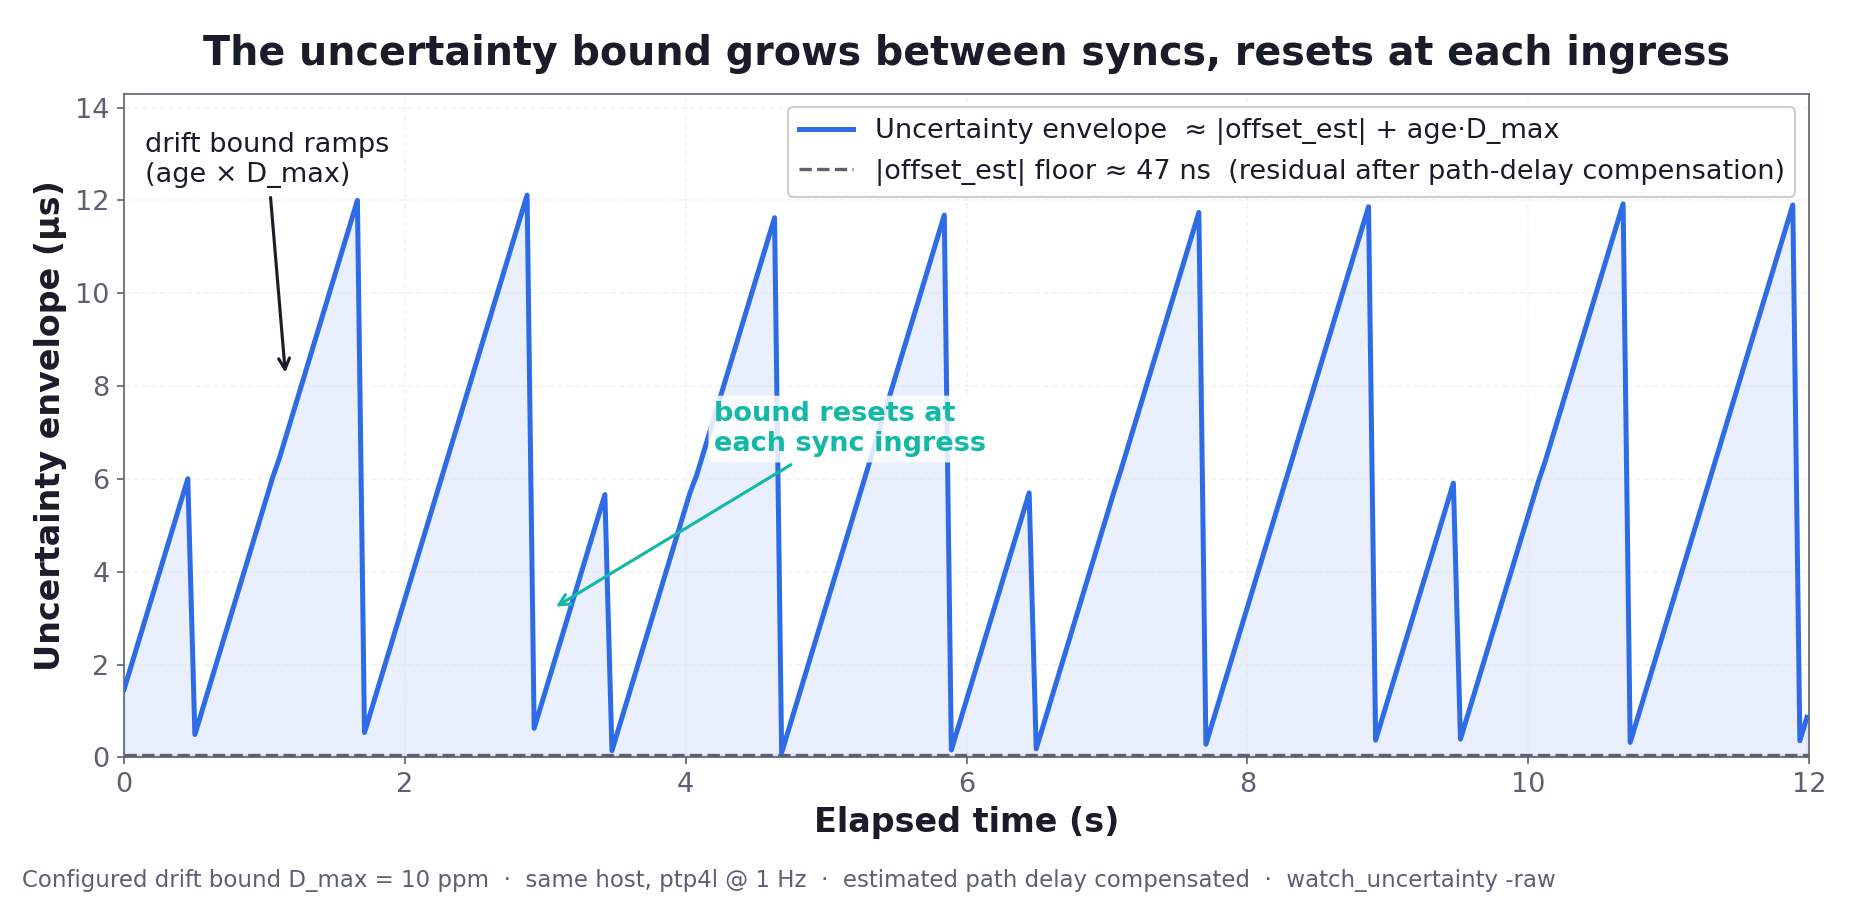 The uncertainty bound grows between syncs, resets at each ingress
Uncertainty envelope (µs)
14
12
10
8
6
4
2
0
drift bound ramps
(age × D_max)
Uncertainty envelope ≈ |offset_est| + age·D_max
|offset_est| floor ≈ 47 ns (residual after path-delay compensation)
bound resets at
each sync ingress
0 2 4 6 8 10 12
Elapsed time (s)
Configured drift bound D_max = 10 ppm · same host, ptp4l @ 1 Hz · estimated path delay compensated · watch_uncertainty -raw